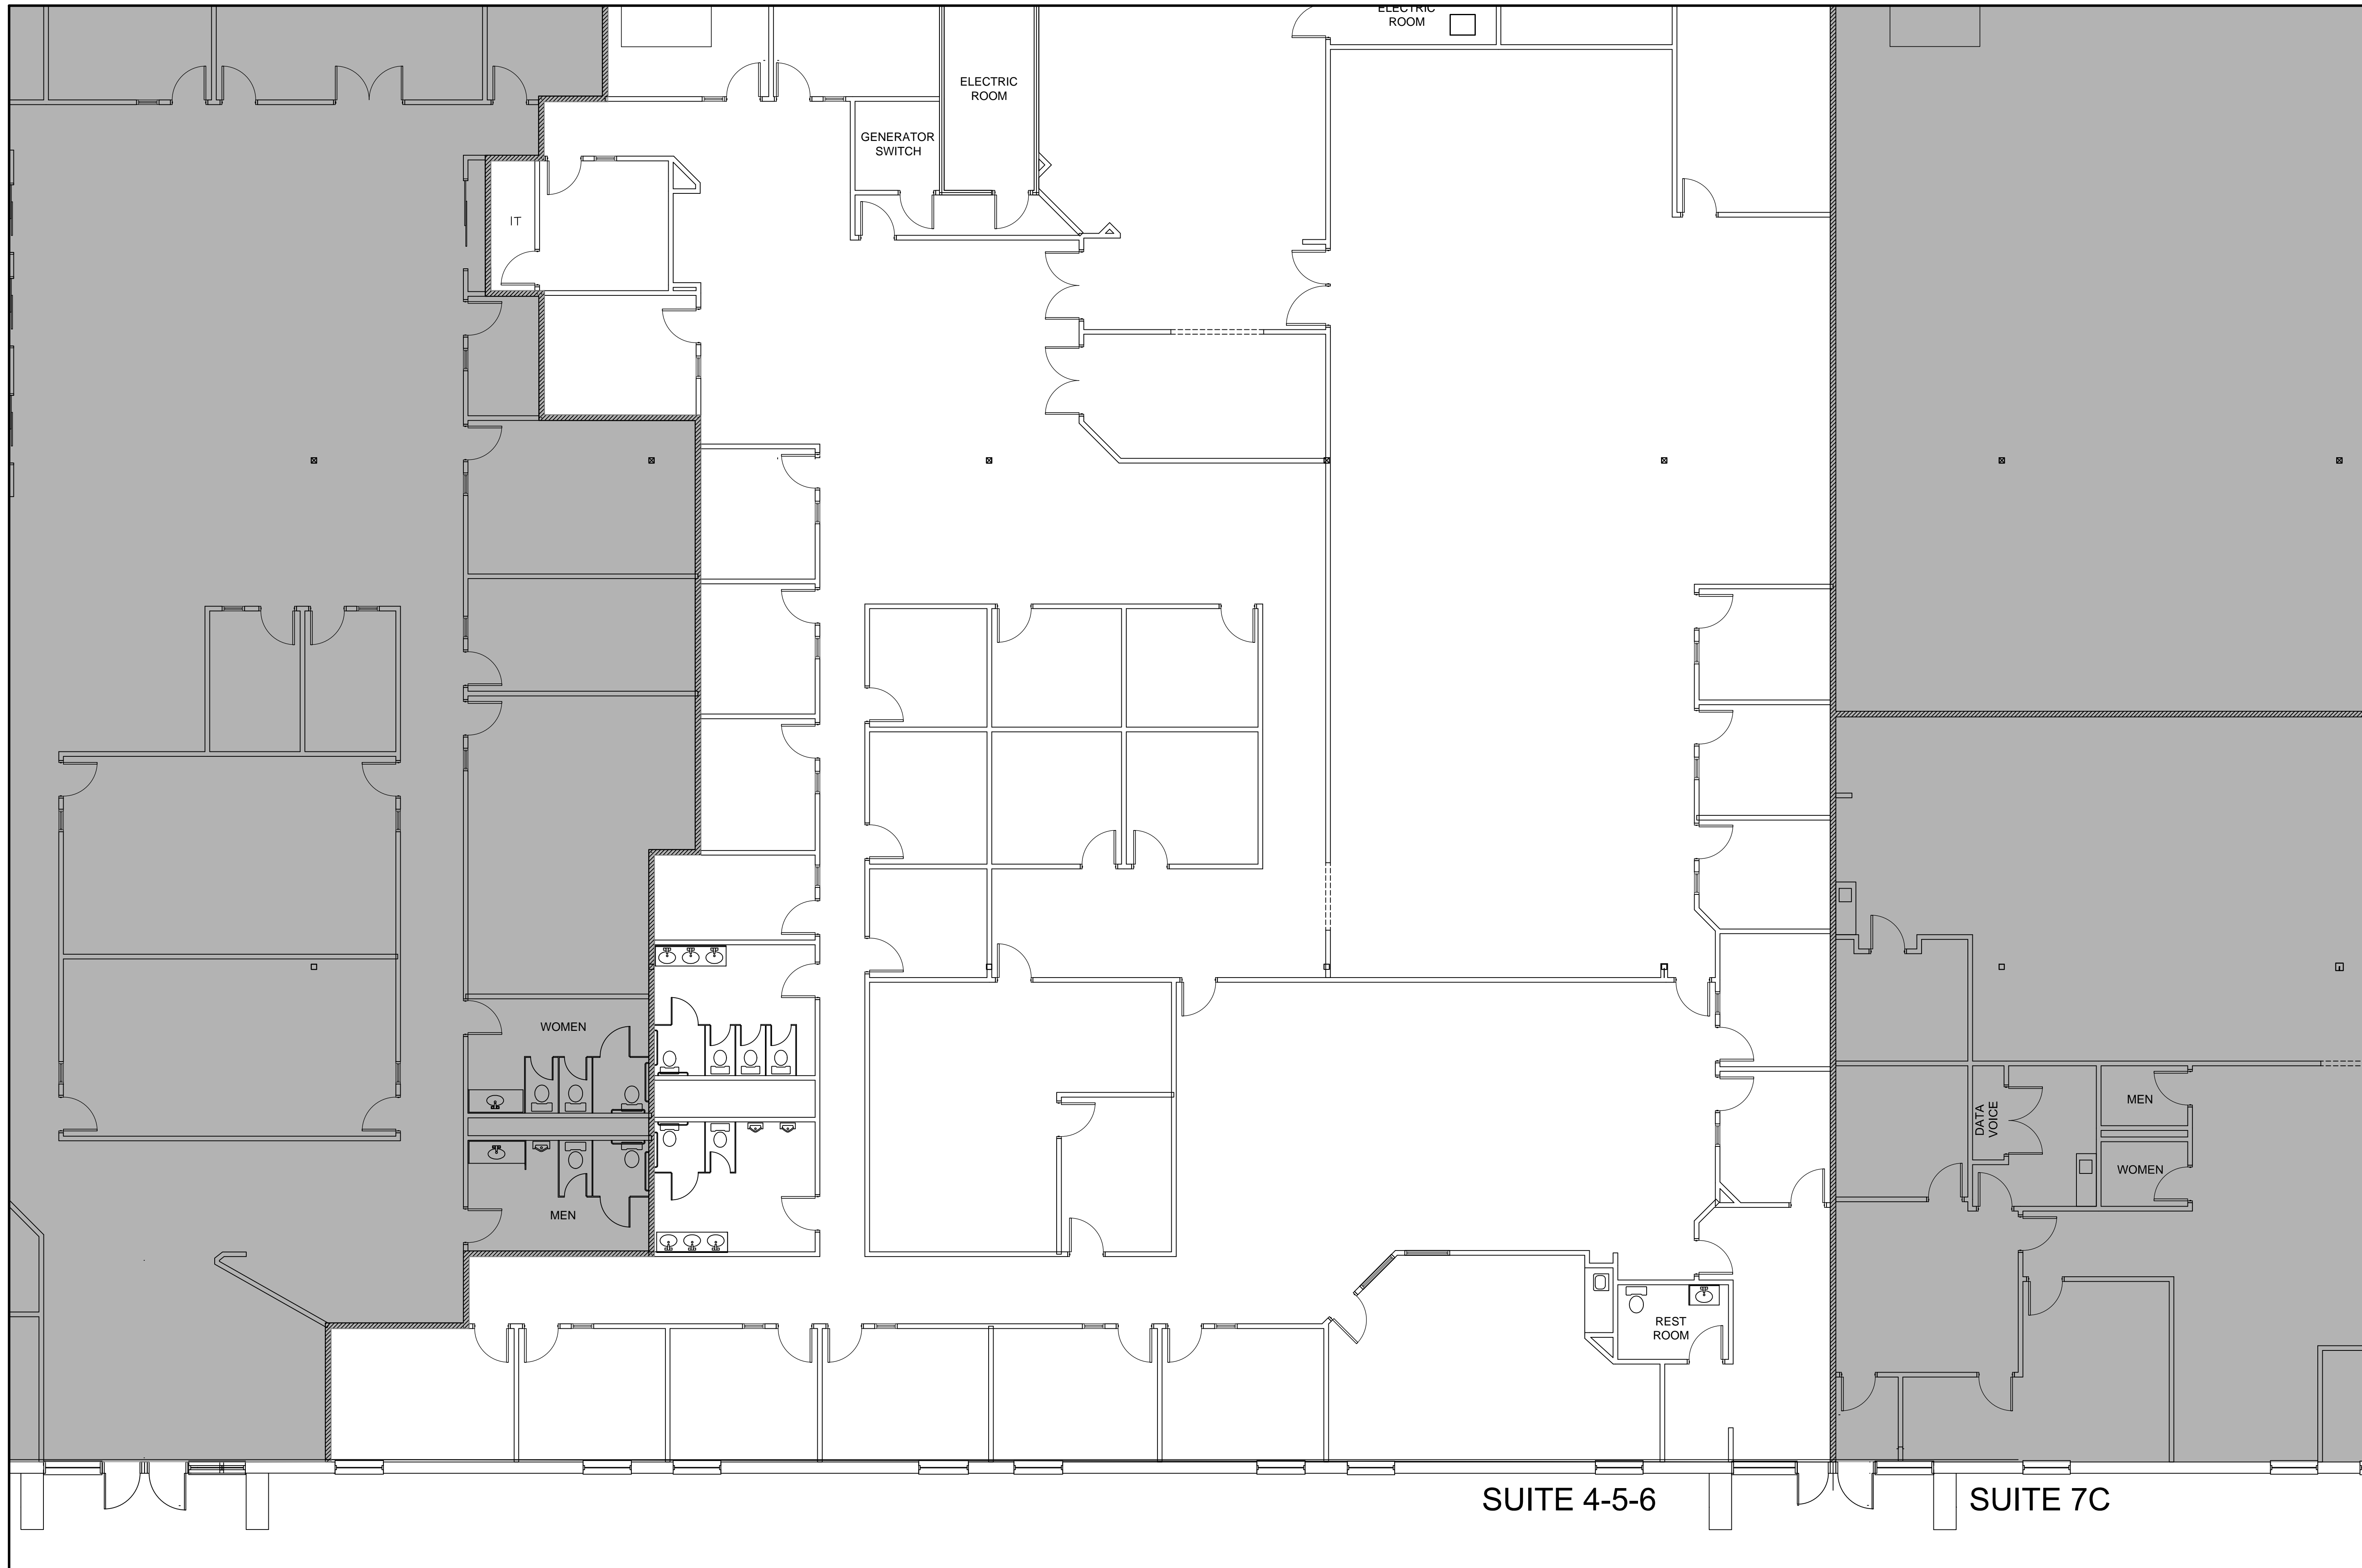 ELECTRIC
ROOM
ELECTRIC
ROOM
GENERATOR
SWITCH
IT
WOMEN
MEN
DATA
VOICE
MEN
WOMEN
REST
ROOM
SUITE 4-5-6
SUITE 7C